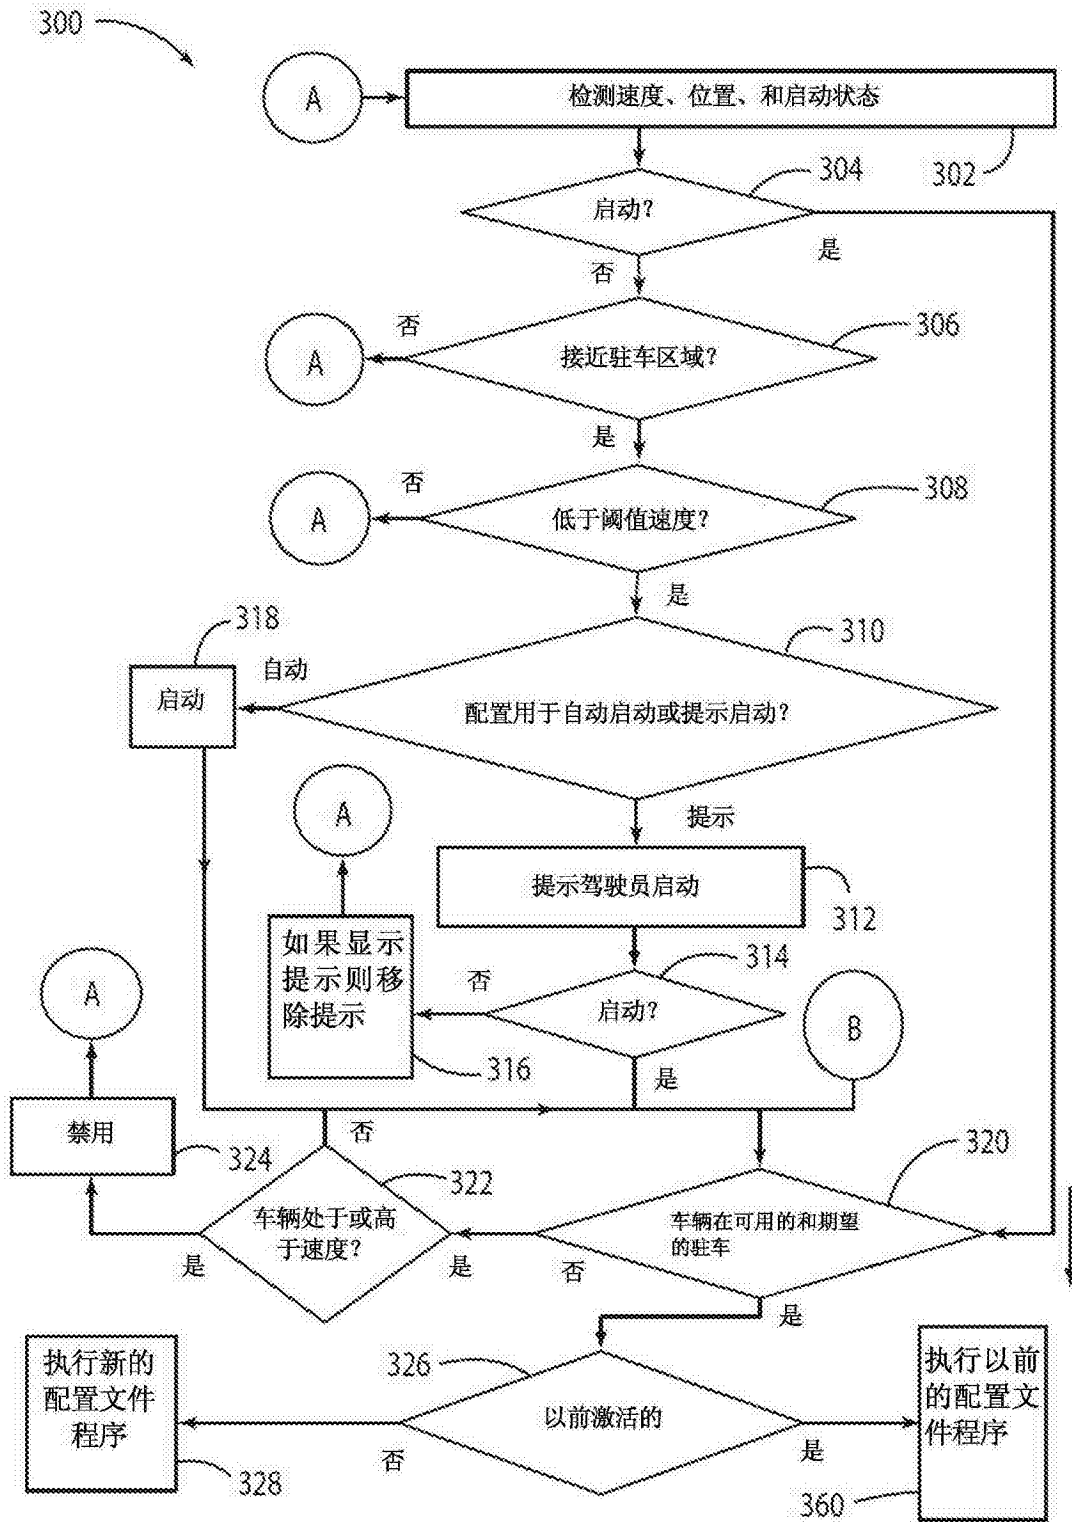 300
A
检测速度、位置、和启动状态
302
304
启动?
是
否
306
否
A
接近驻车区域?
是
308
否
A
低于阈值速度?
是
318
310
自动
启动
配置用于自动启动或提示启动?
A
提示
提示驾驶员启动
312
如果显示
提示则移
除提示
314
否
A
启动?
B
316
是
禁用
否
324
322
320
车辆处于或高
于速度?
车辆在可用的和期望
的驻车
是
是
否
是
326
执行新的
配置文件
程序
执行以前
的配置文
件程序
以前激活的
否
是
328
360